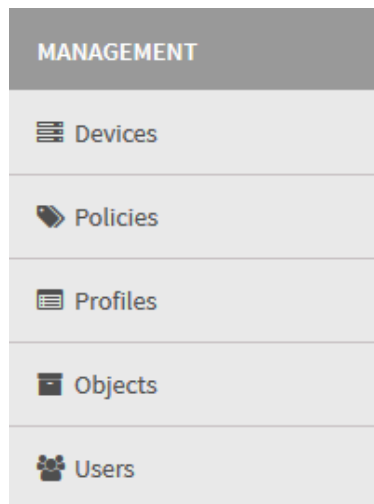 MANAGEMENT
Devices
Policies
Profiles
Objects
Users